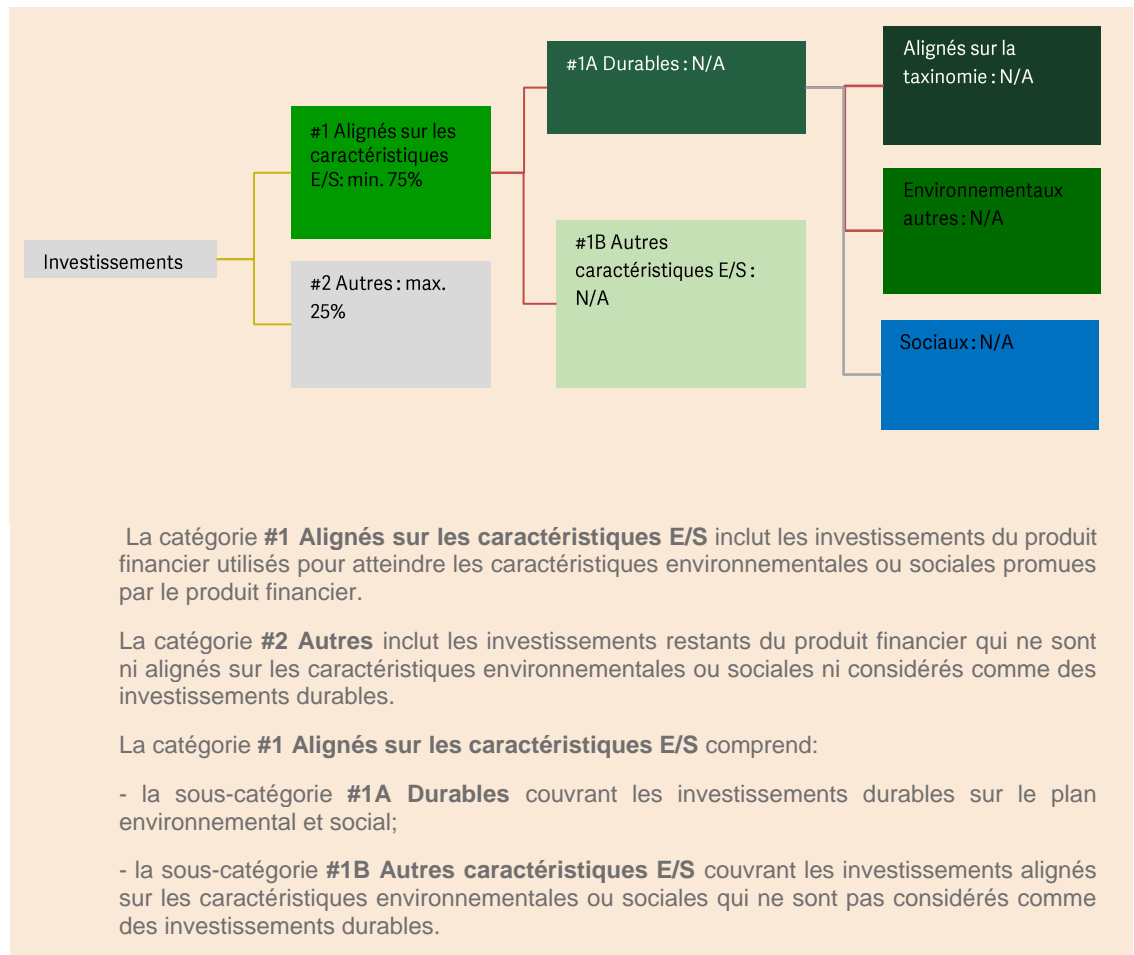 Investissements
#1 Alignés sur les
caractéristiques
E/S: min. 75%
#2 Autres : max.
25%
#1A Durables : N/A
#1B Autres
caractéristiques E/S :
N/A
Alignés sur la
taxinomie : N/A
Environnementaux
autres : N/A
Sociaux : N/A
La catégorie #1 Alignés sur les caractéristiques E/S inclut les investissements du produit
financier utilisés pour atteindre les caractéristiques environnementales ou sociales promues
par le produit financier.
La catégorie #2 Autres inclut les investissements restants du produit financier qui ne sont
ni alignés sur les caractéristiques environnementales ou sociales ni considérés comme des
investissements durables.
La catégorie #1 Alignés sur les caractéristiques E/S comprend:
- la sous-catégorie #1A Durables couvrant les investissements durables sur le plan
environnemental et social;
- la sous-catégorie #1B Autres caractéristiques E/S couvrant les investissements alignés
sur les caractéristiques environnementales ou sociales qui ne sont pas considérés comme
des investissements durables.